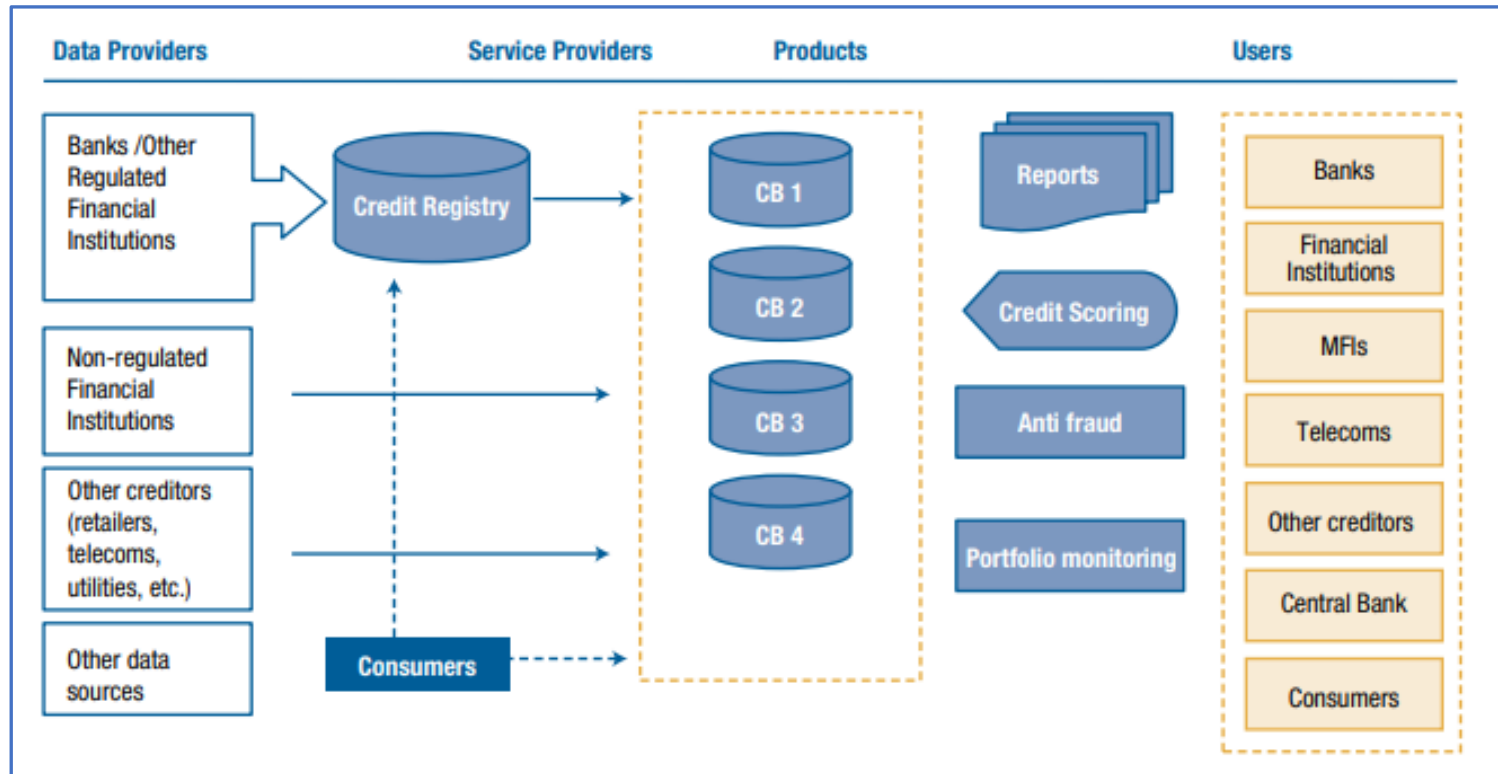 Data Providers
Service Providers
Products
Users
Banks /Other
Regulated
Financial
Institutions
Credit Registry
Non-regulated
Financial
Institutions
Other creditors
(retailers,
telecoms,
utilities, etc.)
Other data
sources
Consumers
CB 1
CB 2
CB 3
CB 4
Reports
Credit Scoring
Anti fraud
Portfolio monitoring
Banks
Financial
Institutions
MFIs
Telecoms
Other creditors
Central Bank
Consumers